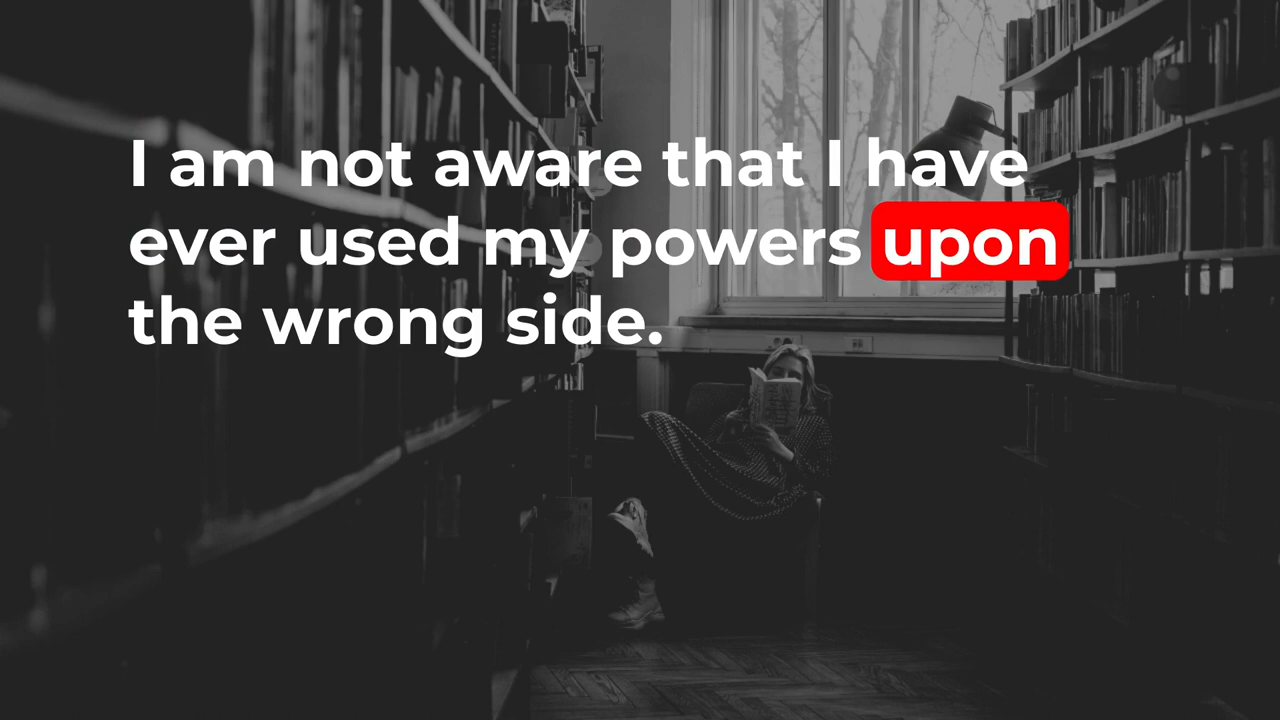 I am not aware that I have
ever used my powers upon
the wrong side.